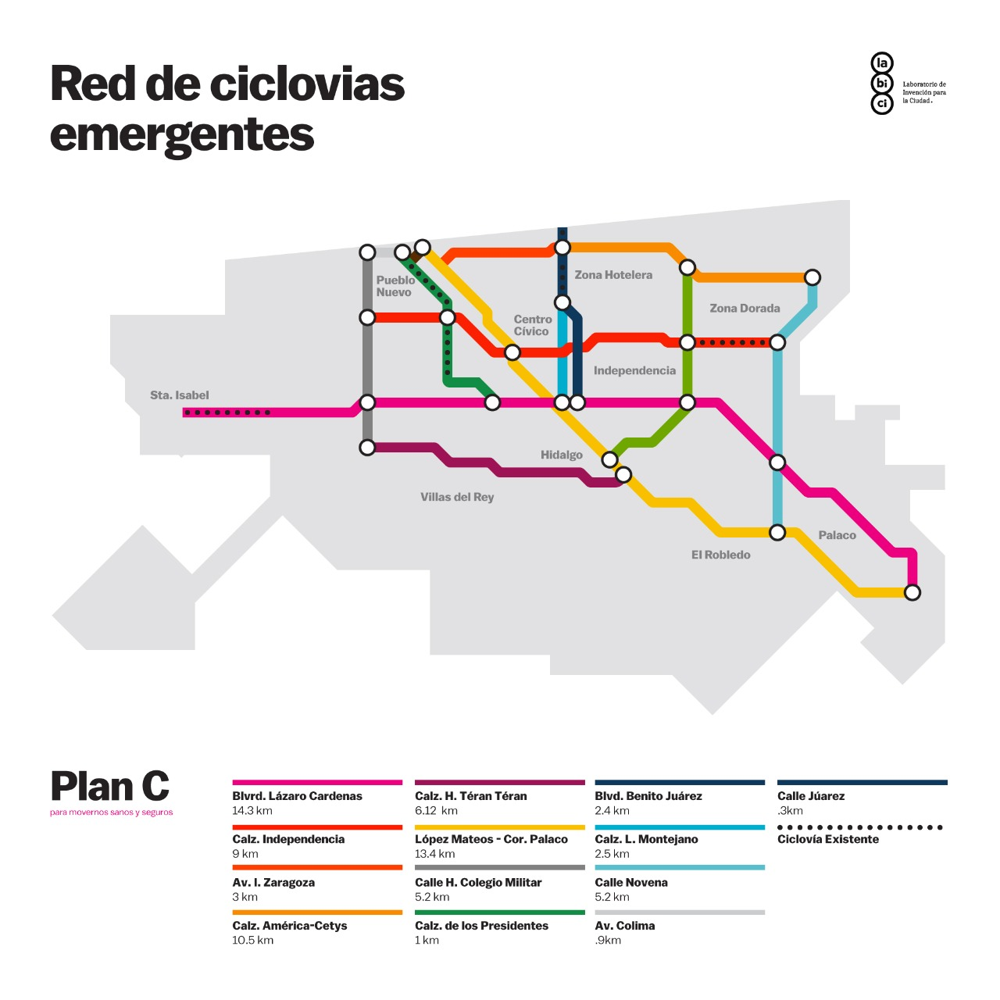 Red de ciclovias
emergentes
la
bi
ci
Laboratorio de
Invención para
la Ciudad.
Pueblo
Nuevo
Zona Hotelera
Zona Dorada
Centro
Cívico
Independencia
Sta. Isabel
Hidalgo
Villas del Rey
El Robledo
Palaco
Plan C
para movernos sanos y seguros
Blvrd. Lázaro Cardenas
14.3 km
Calz. Independencia
9 km
Av. I. Zaragoza
3 km
Calz. América-Cetys
10.5 km
Calz. H. Téran Téran
6.12 km
López Mateos - Cor. Palaco
13.4 km
Calle H. Colegio Militar
5.2 km
Calz. de los Presidentes
1 km
Blvd. Benito Juárez
2.4 km
Calz. L. Montejano
2.5 km
Calle Novena
5.2 km
Av. Colima
.9km
Calle Júarez
.3km
Ciclovía Existente